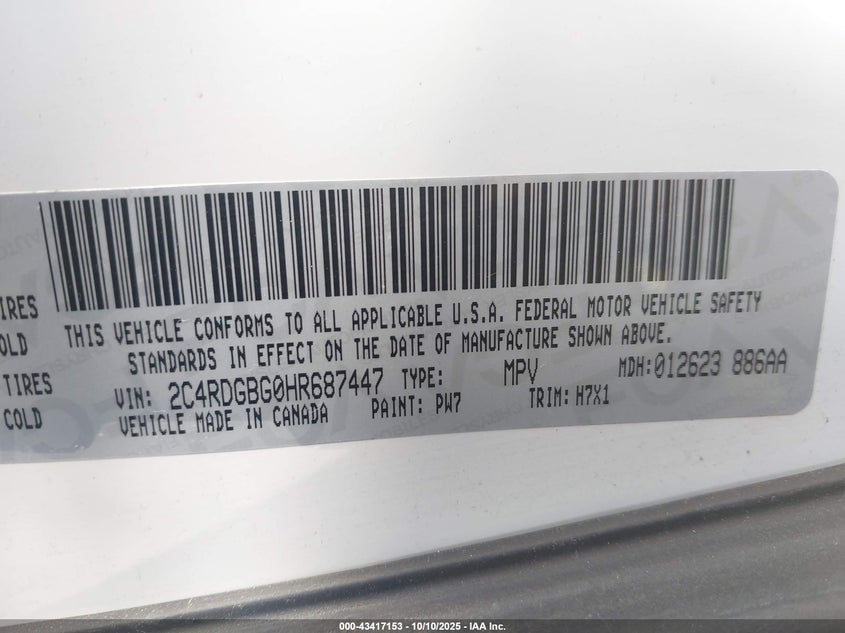 TIRES
COLD
TIRES
COLD
THIS VEHICLE CONFORMS TO ALL APPLICABLE U.S.A. FEDERAL MOTOR VEHICLE SAFETY
STANDARDS IN EFFECT ON THE DATE OF MANUFACTURE SHOWN ABOVE.
VIN: 2C4RDGBG0HR687447 TYPE: MPV MDH:012623 886AA
VEHICLE MADE IN CANADA PAINT: PW7 TRIM: H7X1
000-43417153 - 10/10/2025 - IAA Inc.